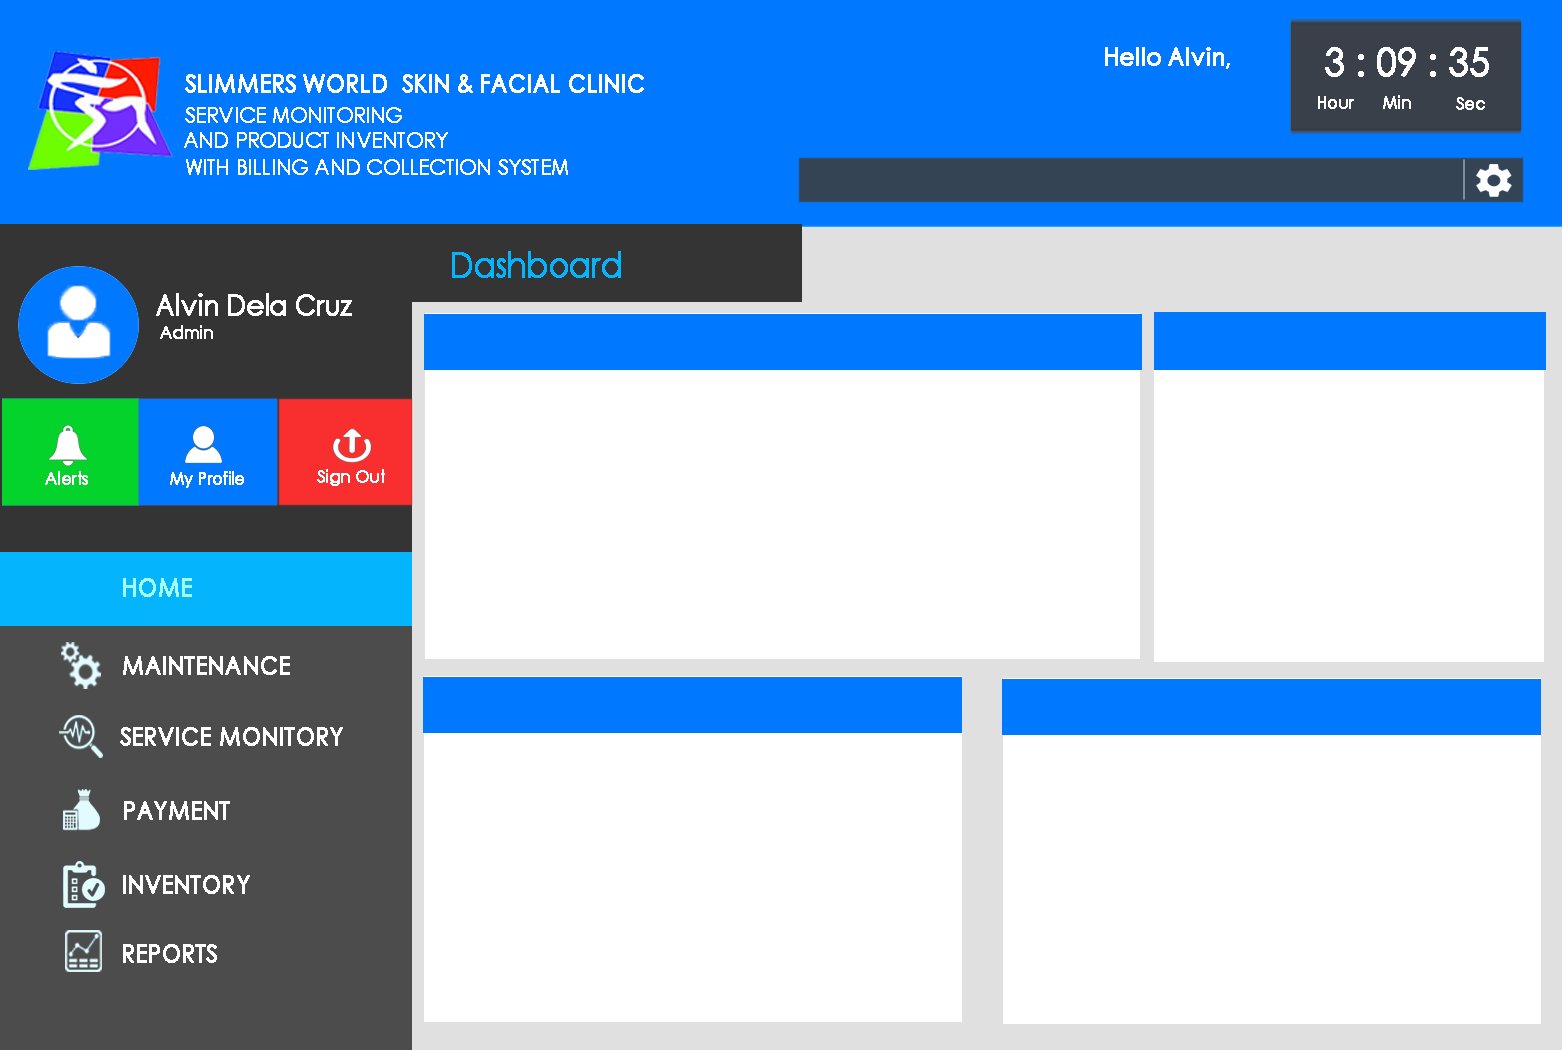 SLIMMERS WORLD  SKIN & FACIAL CLINIC
SERVICE MONITORING
AND PRODUCT INVENTORY
WITH BILLING AND COLLECTION SYSTEM
Hello Alvin,
3 : 09 : 35
Hour Min Sec
Dashboard
Alvin Dela Cruz
Admin
Alerts
My Profile
Sign Out
HOME
MAINTENANCE
SERVICE MONITORY
PAYMENT
INVENTORY
REPORTS